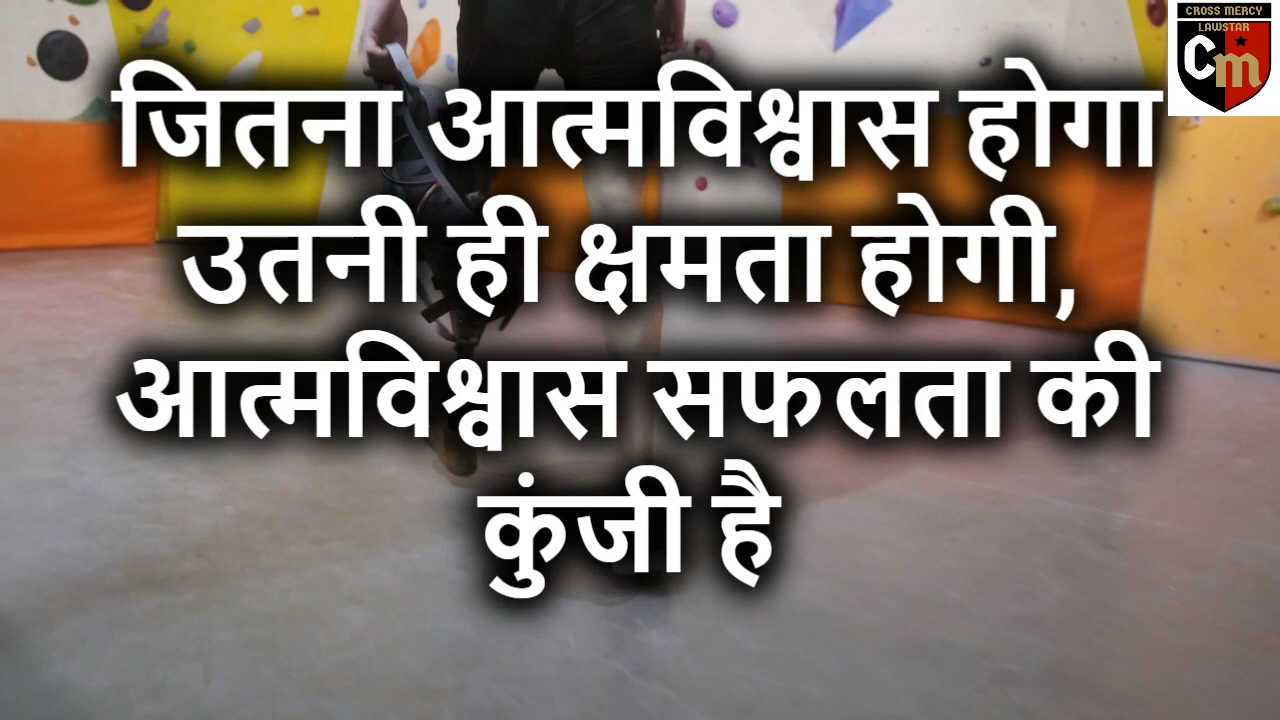 CROSS MERCY
LAWSTAR
Cm
जितना आत्मविश्वास होगा
उतनी ही क्षमता होगी,
आत्मविश्वास सफलता की
कुंजी है